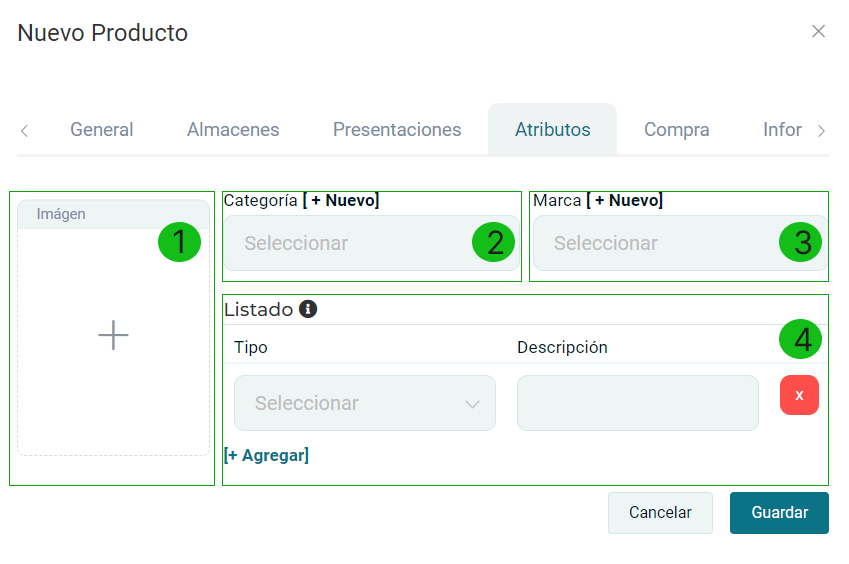 Nuevo Producto
General Almacenes Presentaciones Atributos Compra Infor
Imágen
1
Categoría [ + Nuevo]
Seleccionar
2
Marca [ + Nuevo]
Seleccionar
3
Listado
4
Tipo Descripción
Seleccionar
x
[+ Agregar]
Cancelar Guardar